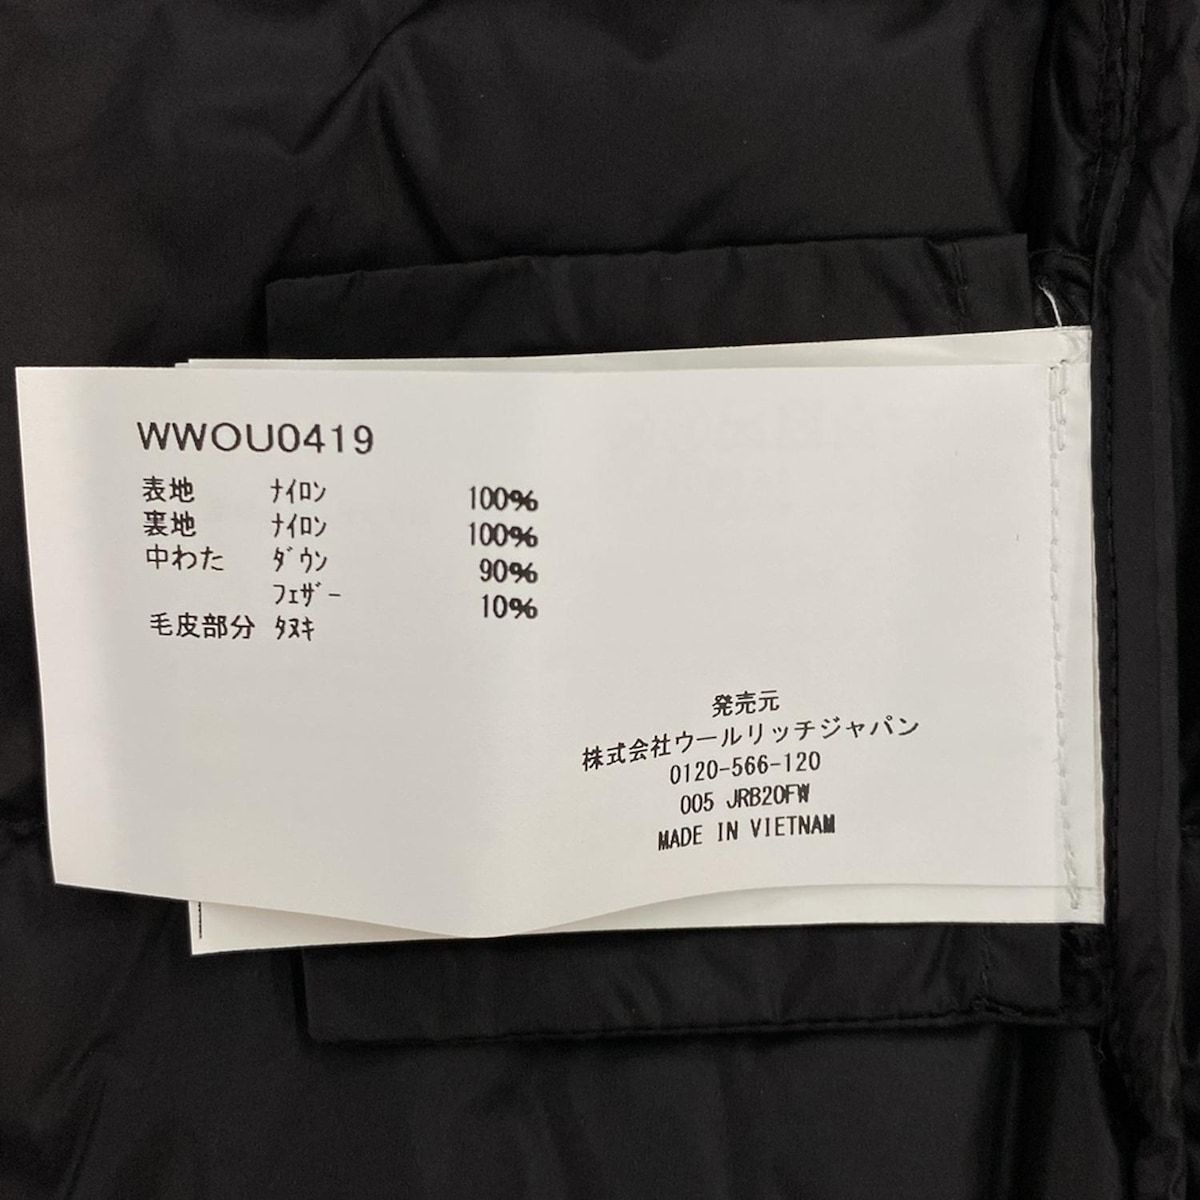 WWOU0419
表地 ﾅｲﾛﾝ 100%
裏地 ﾅｲﾛﾝ 100%
中わた ﾀﾞｳﾝ 90%
ﾌｪｻﾞｰ 10%
毛皮部分 ﾀﾇｷ
発売元
株式会社ウールリッチジャパン
0120-566-120
005 JRB20FW
MADE IN VIETNAM